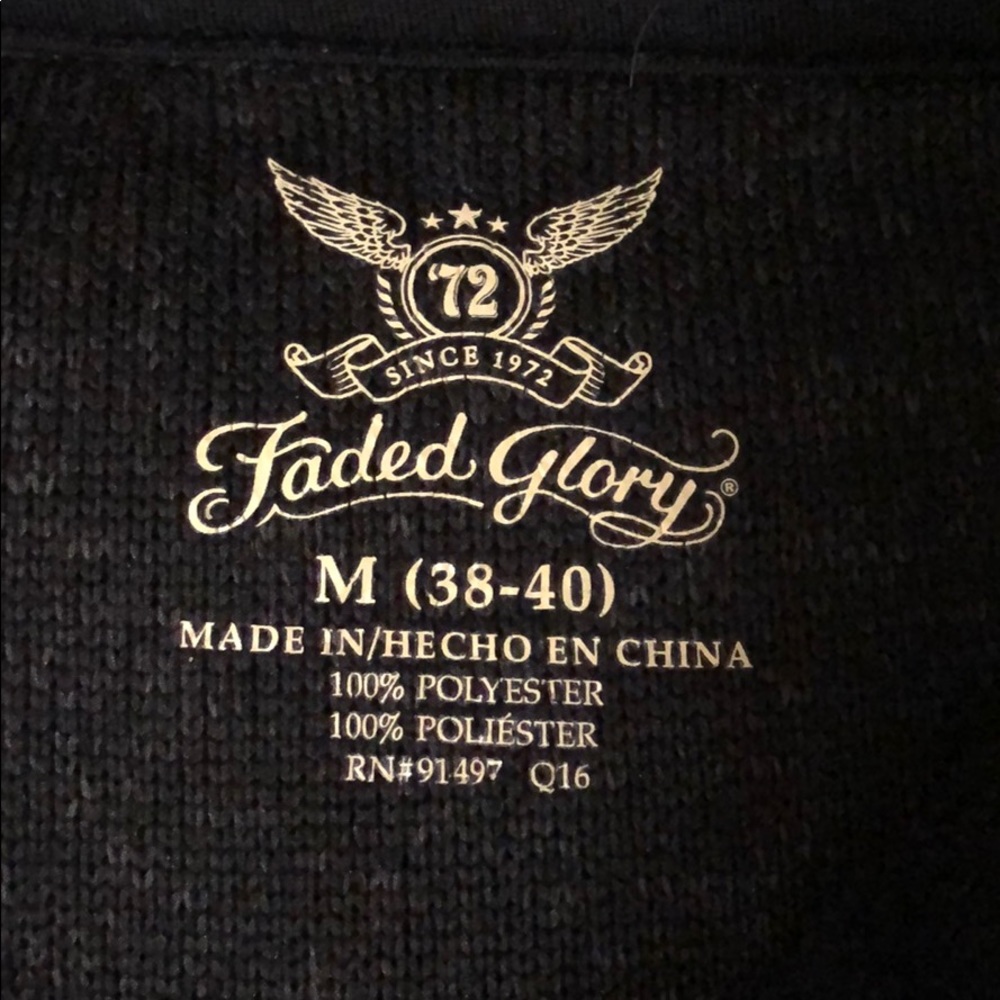 '72
SINCE 1972
Faded Glory®
M (38-40)
MADE IN/HECHO EN CHINA
100% POLYESTER
100% POLIÉSTER
RN#91497 Q16